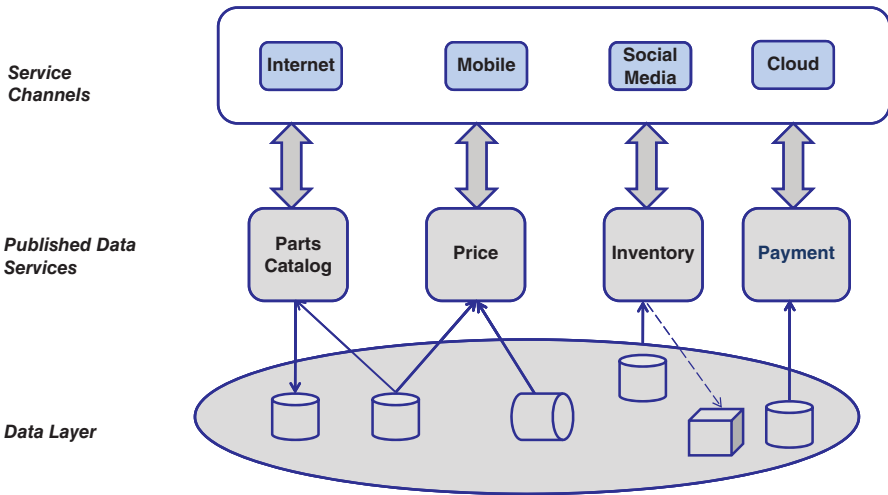 Service
Channels
Internet
Mobile
Social
Media
Cloud
Published Data
Services
Parts
Catalog
Price
Inventory
Payment
Data Layer